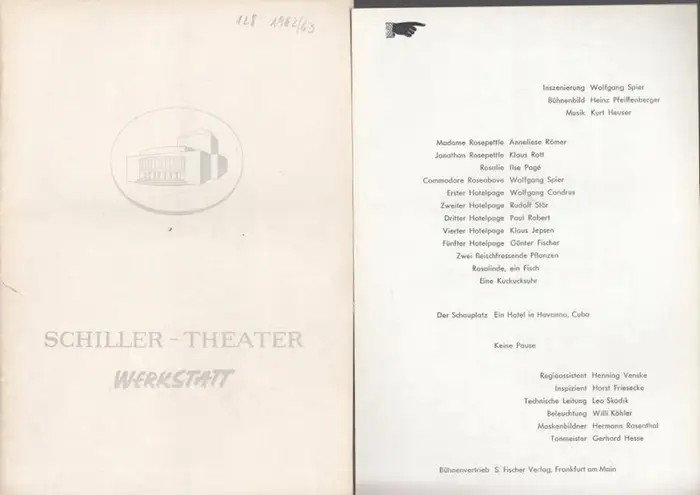 128 1962/63
SCHILLER-THEATER
WERKSTATT
Inszenierung Wolfgang Spier
Bühnenbild Heinz Pfeiffenberger
Musik Kurt Heuser
Madame Rosepettle Anneliese Römer
Jonathan Rosepettle Klaus Rott
Rosalie Ilse Pagé
Commodore Rosenbove Wolfgang Spier
Erster Hotelpage Wolfgang Condrus
Zweiter Hotelpage Rudolf Stör
Dritter Hotelpage Paul Robert
Vierter Hotelpage Klaus Jepsen
Fünfter Hotelpage Günter Fischer
Zwei fleischfressende Pflanzen
Rosalinde, ein Fisch
Eine Kuckucksuhr
Der Schauplatz Ein Hotel in Havanna, Cuba
Keine Pause
Regieassistent Henning Venske
Inspizient Horst Friesecke
Technische Leitung Leo Skodik
Beleuchtung Willi Köhler
Maskenbildner Hermann Rosenthal
Tonmeister Gerhard Hesse
Bühnenvertrieb S. Fischer Verlag, Frankfurt am Main